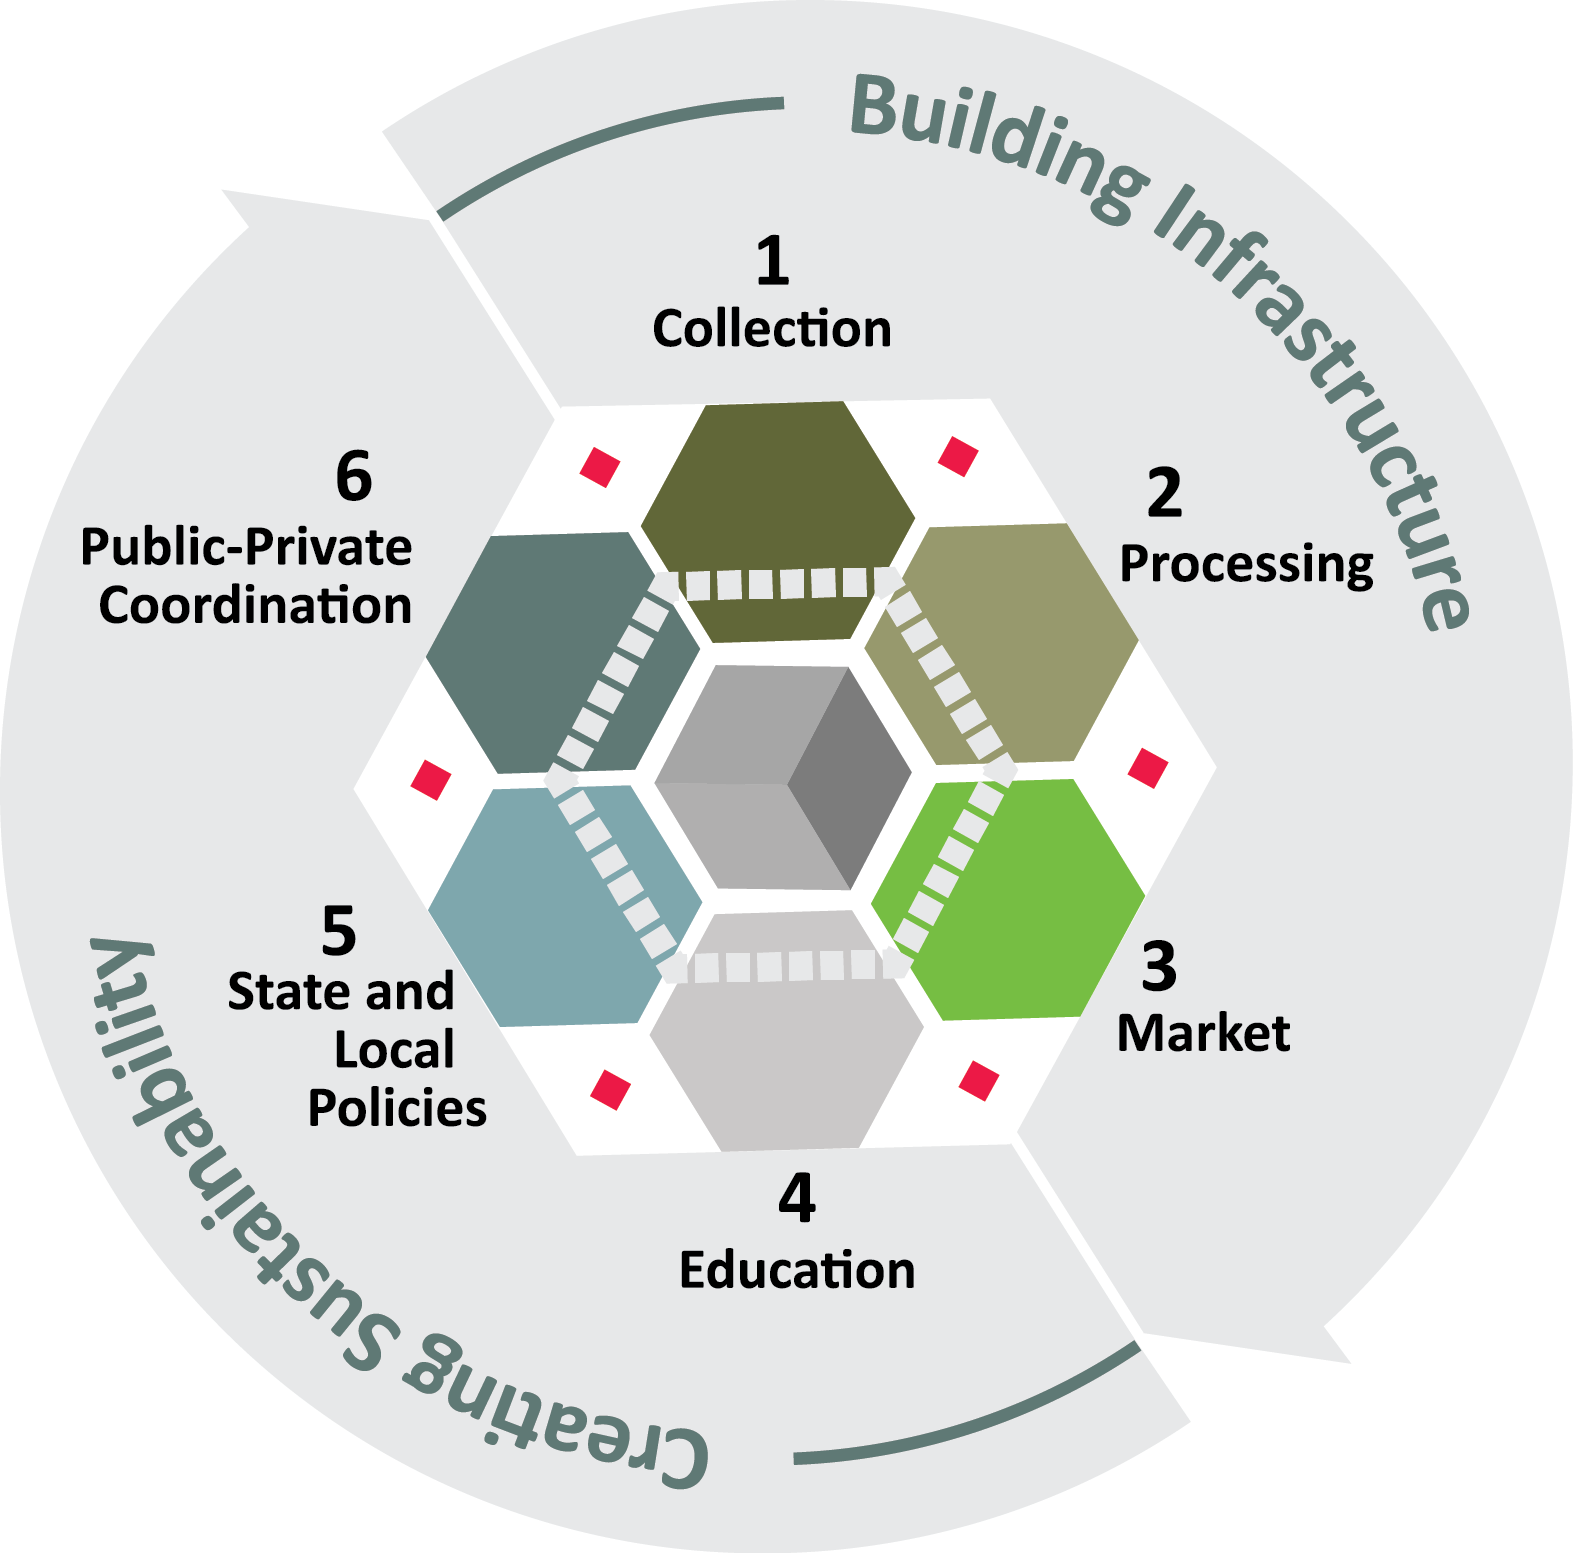 Building Infrastructure
1
Collection
2
Processing
3
Market
4
Education
5
State and
Local
Policies
6
Public-Private
Coordination
Creating Sustainability